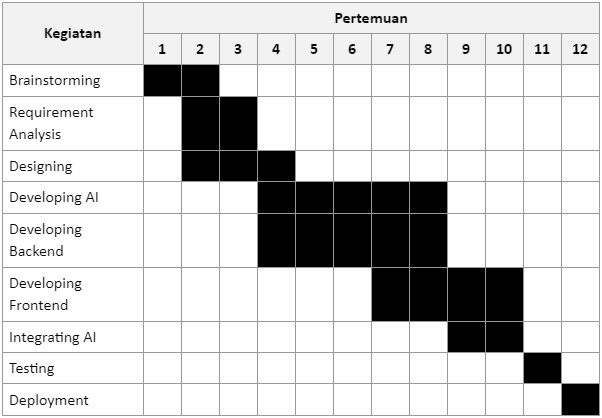 Kegiatan
Pertemuan
1 2 3 4 5 6 7 8 9 10 11 12
Brainstorming
Requirement
Analysis
Designing
Developing AI
Developing
Backend
Developing
Frontend
Integrating AI
Testing
Deployment